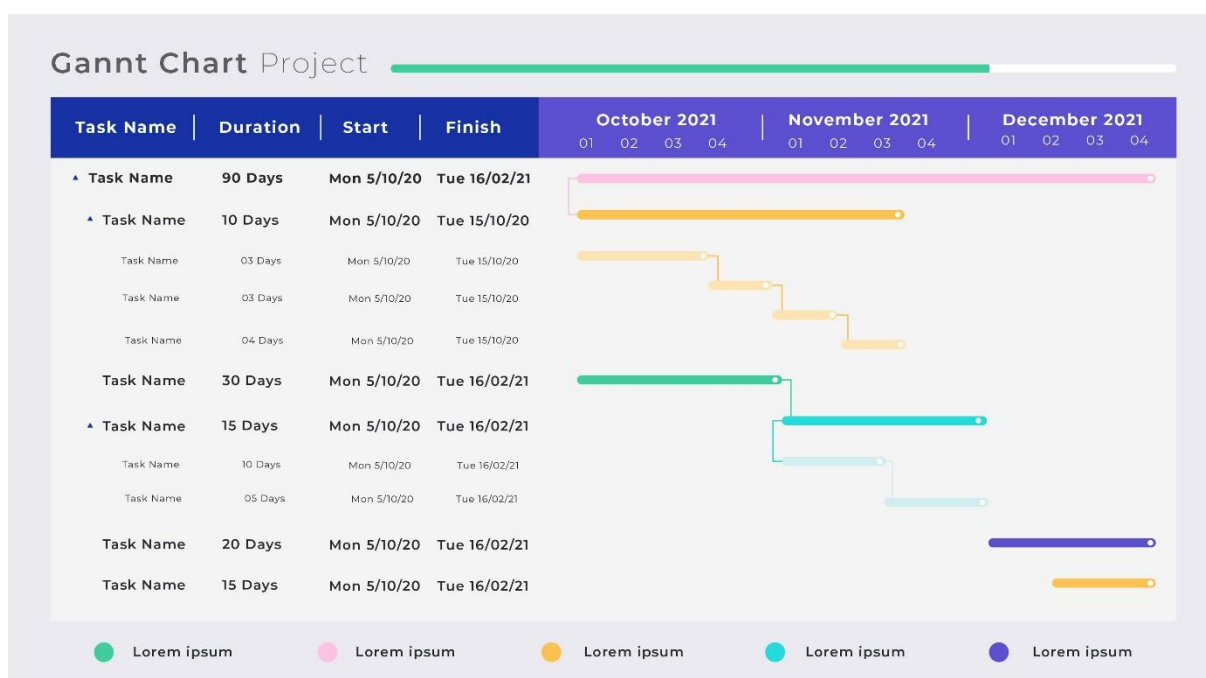 Gannt Chart Project
Task Name Duration Start Finish October 2021 November 2021 December 2021
01 02 03 04 01 02 03 04 01 02 03 04
Task Name 90 Days Mon 5/10/20 Tue 16/02/21
Task Name 10 Days Mon 5/10/20 Tue 15/10/20
Task Name 03 Days Mon 5/10/20 Tue 15/10/20
Task Name 03 Days Mon 5/10/20 Tue 15/10/20
Task Name 04 Days Mon 5/10/20 Tue 15/10/20
Task Name 30 Days Mon 5/10/20 Tue 16/02/21
Task Name 15 Days Mon 5/10/20 Tue 16/02/21
Task Name 10 Days Mon 5/10/20 Tue 16/02/21
Task Name 05 Days Mon 5/10/20 Tue 16/02/21
Task Name 20 Days Mon 5/10/20 Tue 16/02/21
Task Name 15 Days Mon 5/10/20 Tue 16/02/21
Lorem ipsum Lorem ipsum Lorem ipsum Lorem ipsum Lorem ipsum